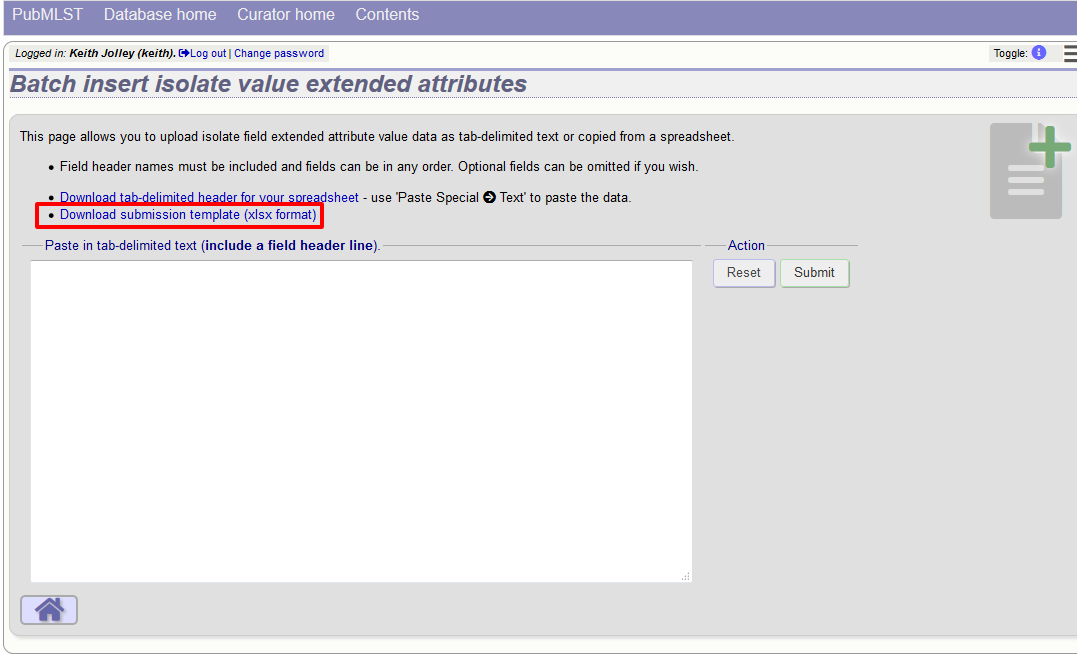 PubMLST Database home Curator home Contents
Logged in: Keith Jolley (keith). Log out | Change password Toggle: i
Batch insert isolate value extended attributes
This page allows you to upload isolate field extended attribute value data as tab-delimited text or copied from a spreadsheet.
• Field header names must be included and fields can be in any order. Optional fields can be omitted if you wish.
• Download tab-delimited header for your spreadsheet - use 'Paste Special ➔ Text' to paste the data.
• Download submission template (xlsx format)
Paste in tab-delimited text (include a field header line). Action
Reset Submit